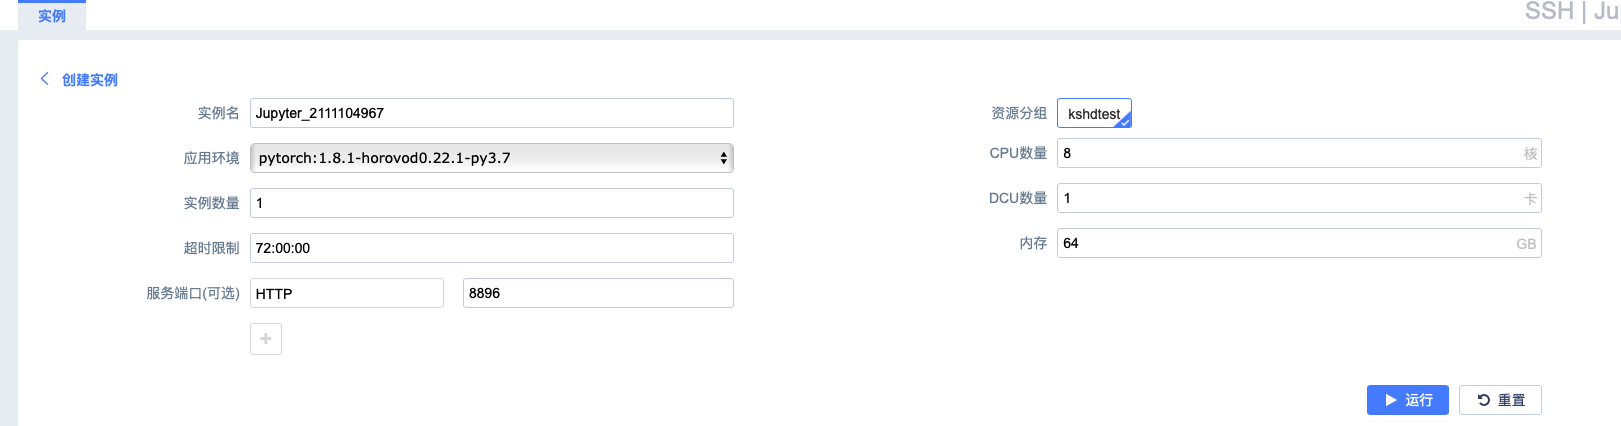 实例
SSH | Ju
创建实例
实例名 Jupyter_2111104967
应用环境 pytorch:1.8.1-horovod0.22.1-py3.7
实例数量 1
超时限制 72:00:00
服务端口(可选) HTTP 8896
资源分组 kshdtest
CPU数量 8 核
DCU数量 1 卡
内存 64 GB
运行 重置